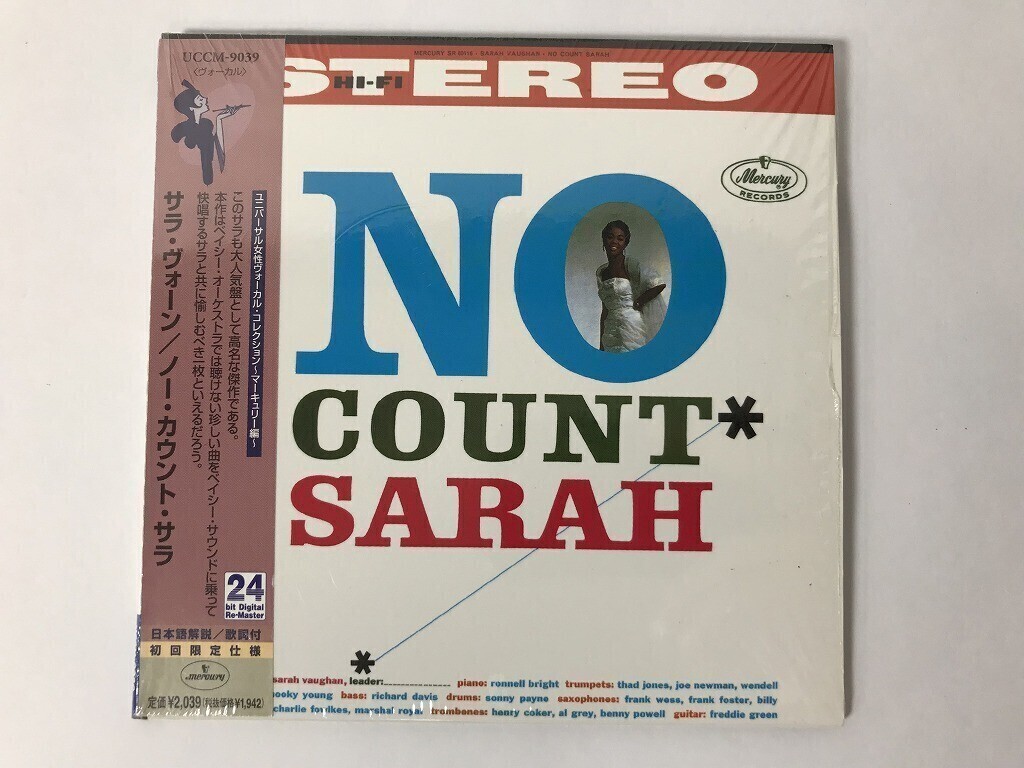 UCCM-9039
〈ヴォーカル〉
ユニバーサル女性ヴォーカル・コレクション〜マーキュリー編〜
このサラも大人気盤として高名な傑作である。
本作はベイシー・オーケストラでは聴けない珍しい曲をベイシー・サウンドに乗って
快唱するサラと共に愉しむべき一枚といえるだろう。
サラ・ヴォーン／ノー・カウント・サラ
24
bit Digital
Re-Master
日本語解説／歌詞付
初回限定仕様
mercury
定価¥2,039(税抜価格¥1,942)
MERCURY SR 60116 · SARAH VAUGHAN · NO COUNT SARAH
STEREO
HI-FI
Mercury
RECORDS
NO
COUNT*
SARAH
*
sarah vaughan, leader: piano: ronnell bright trumpets: thad jones, joe newman, wendell
nooky young bass: richard davis drums: sonny payne saxophones: frank wess, frank foster, billy
charlie fowlkes, marshal royal trombones: henry coker, al grey, benny powell guitar: freddie green